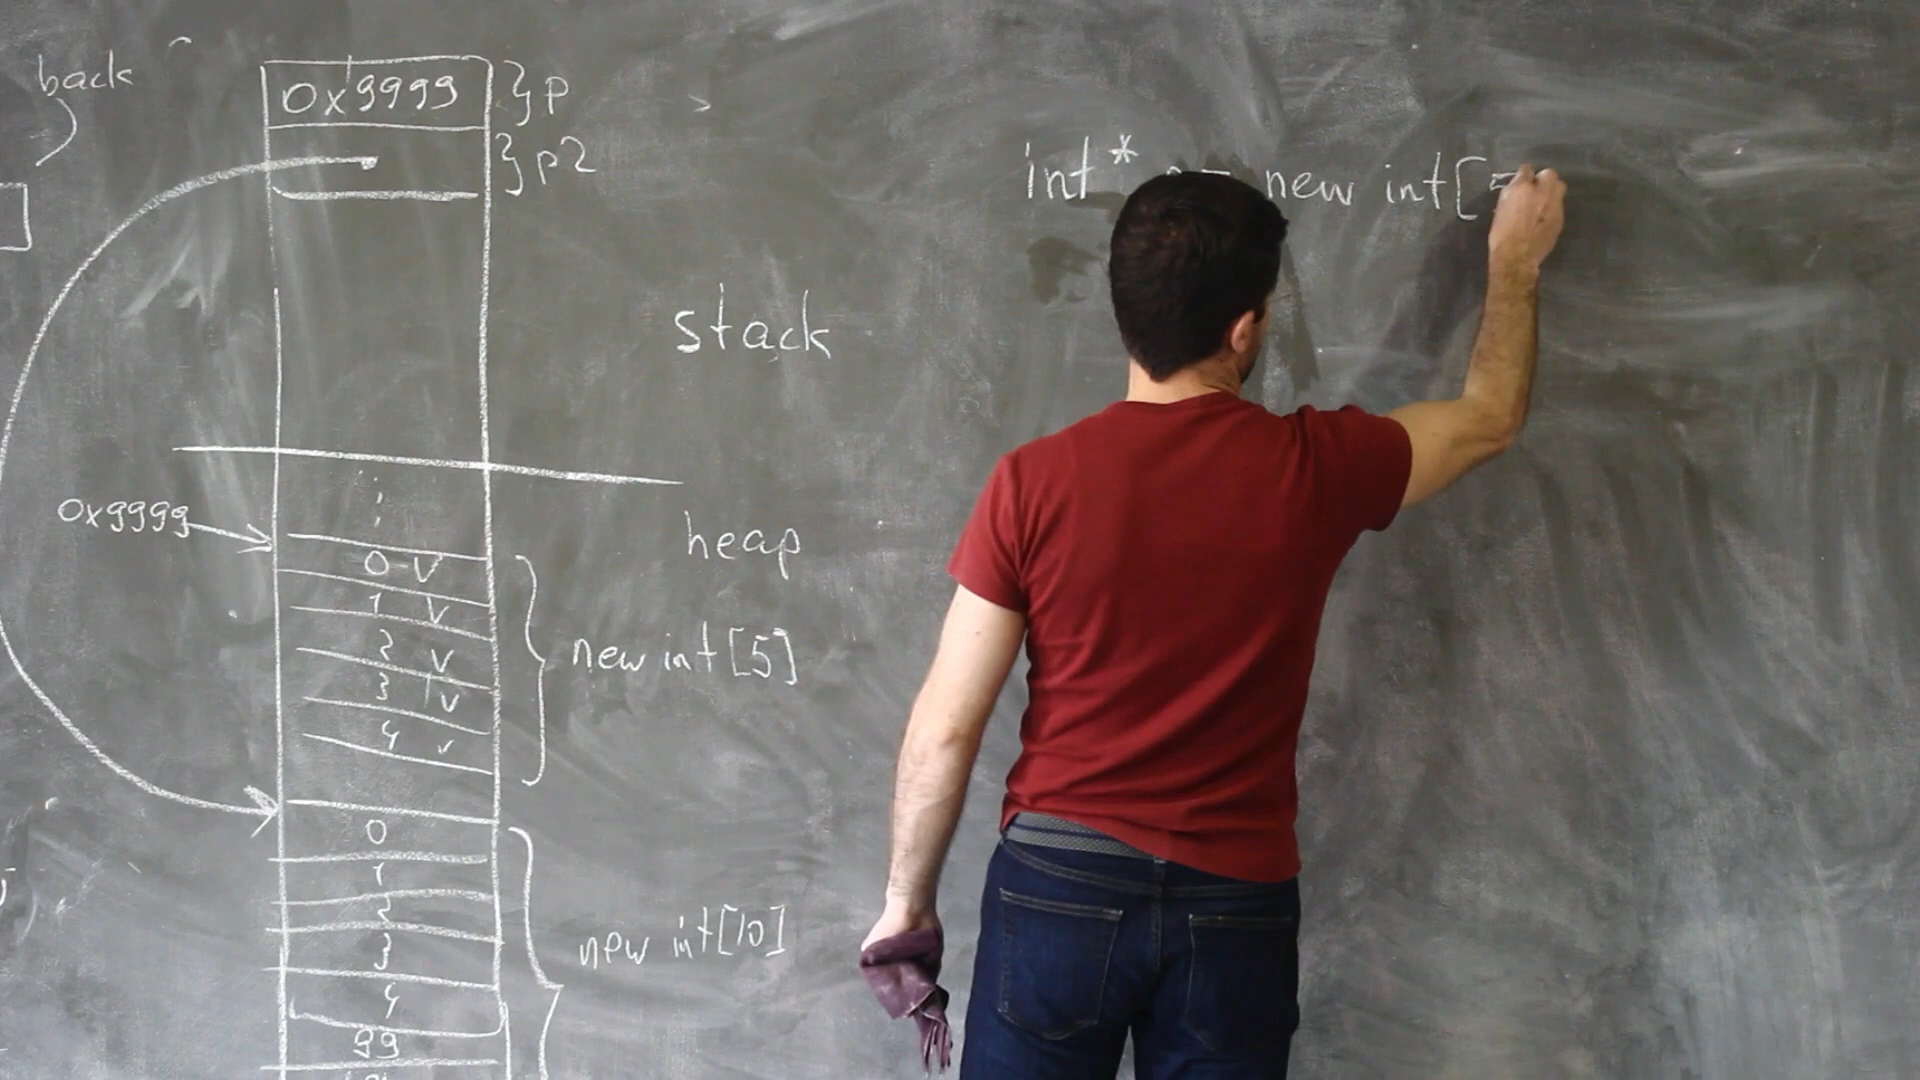 back
0x9999 }p
}p2
int* = new int[5
stack
0x9999
heap
0 v
1 v
2 v
3 v
4 v
new int[5]
0
1
2
3
4
new int[10]
99